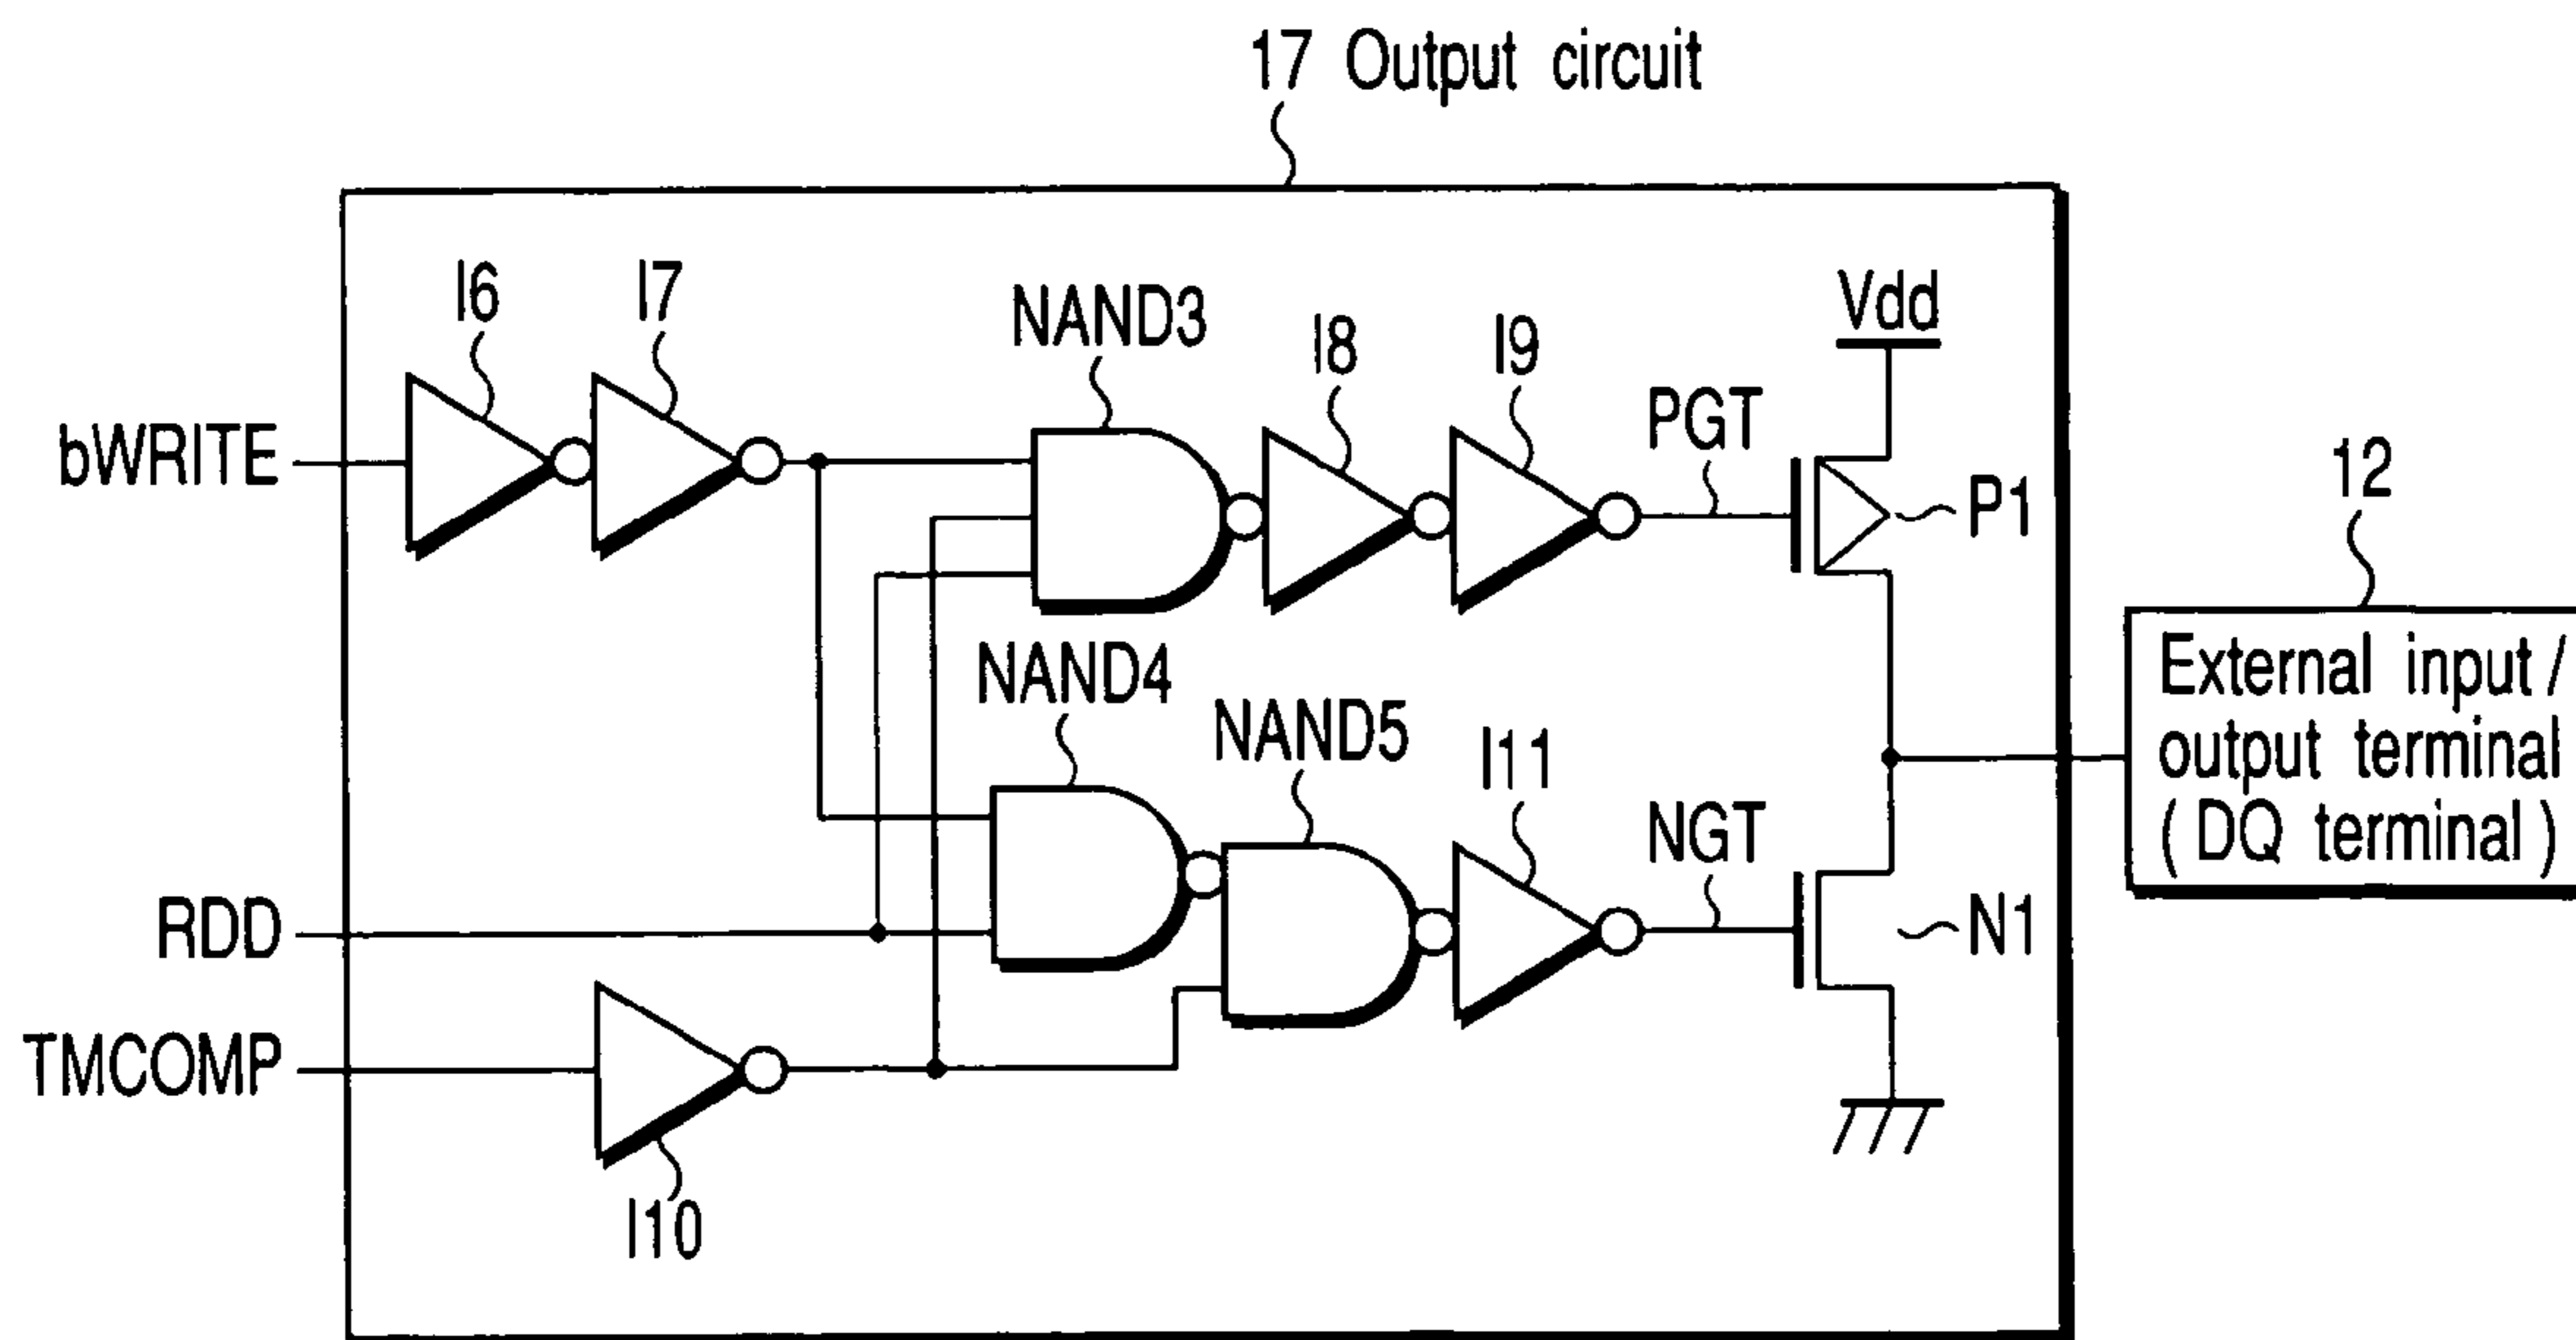 17 Output circuit
I6
I7
NAND3
I8
I9
PGT
Vdd
P1
bWRITE
12
External input /
output terminal
( DQ terminal )
NAND4
NAND5
I11
NGT
N1
RDD
TMCOMP
I10